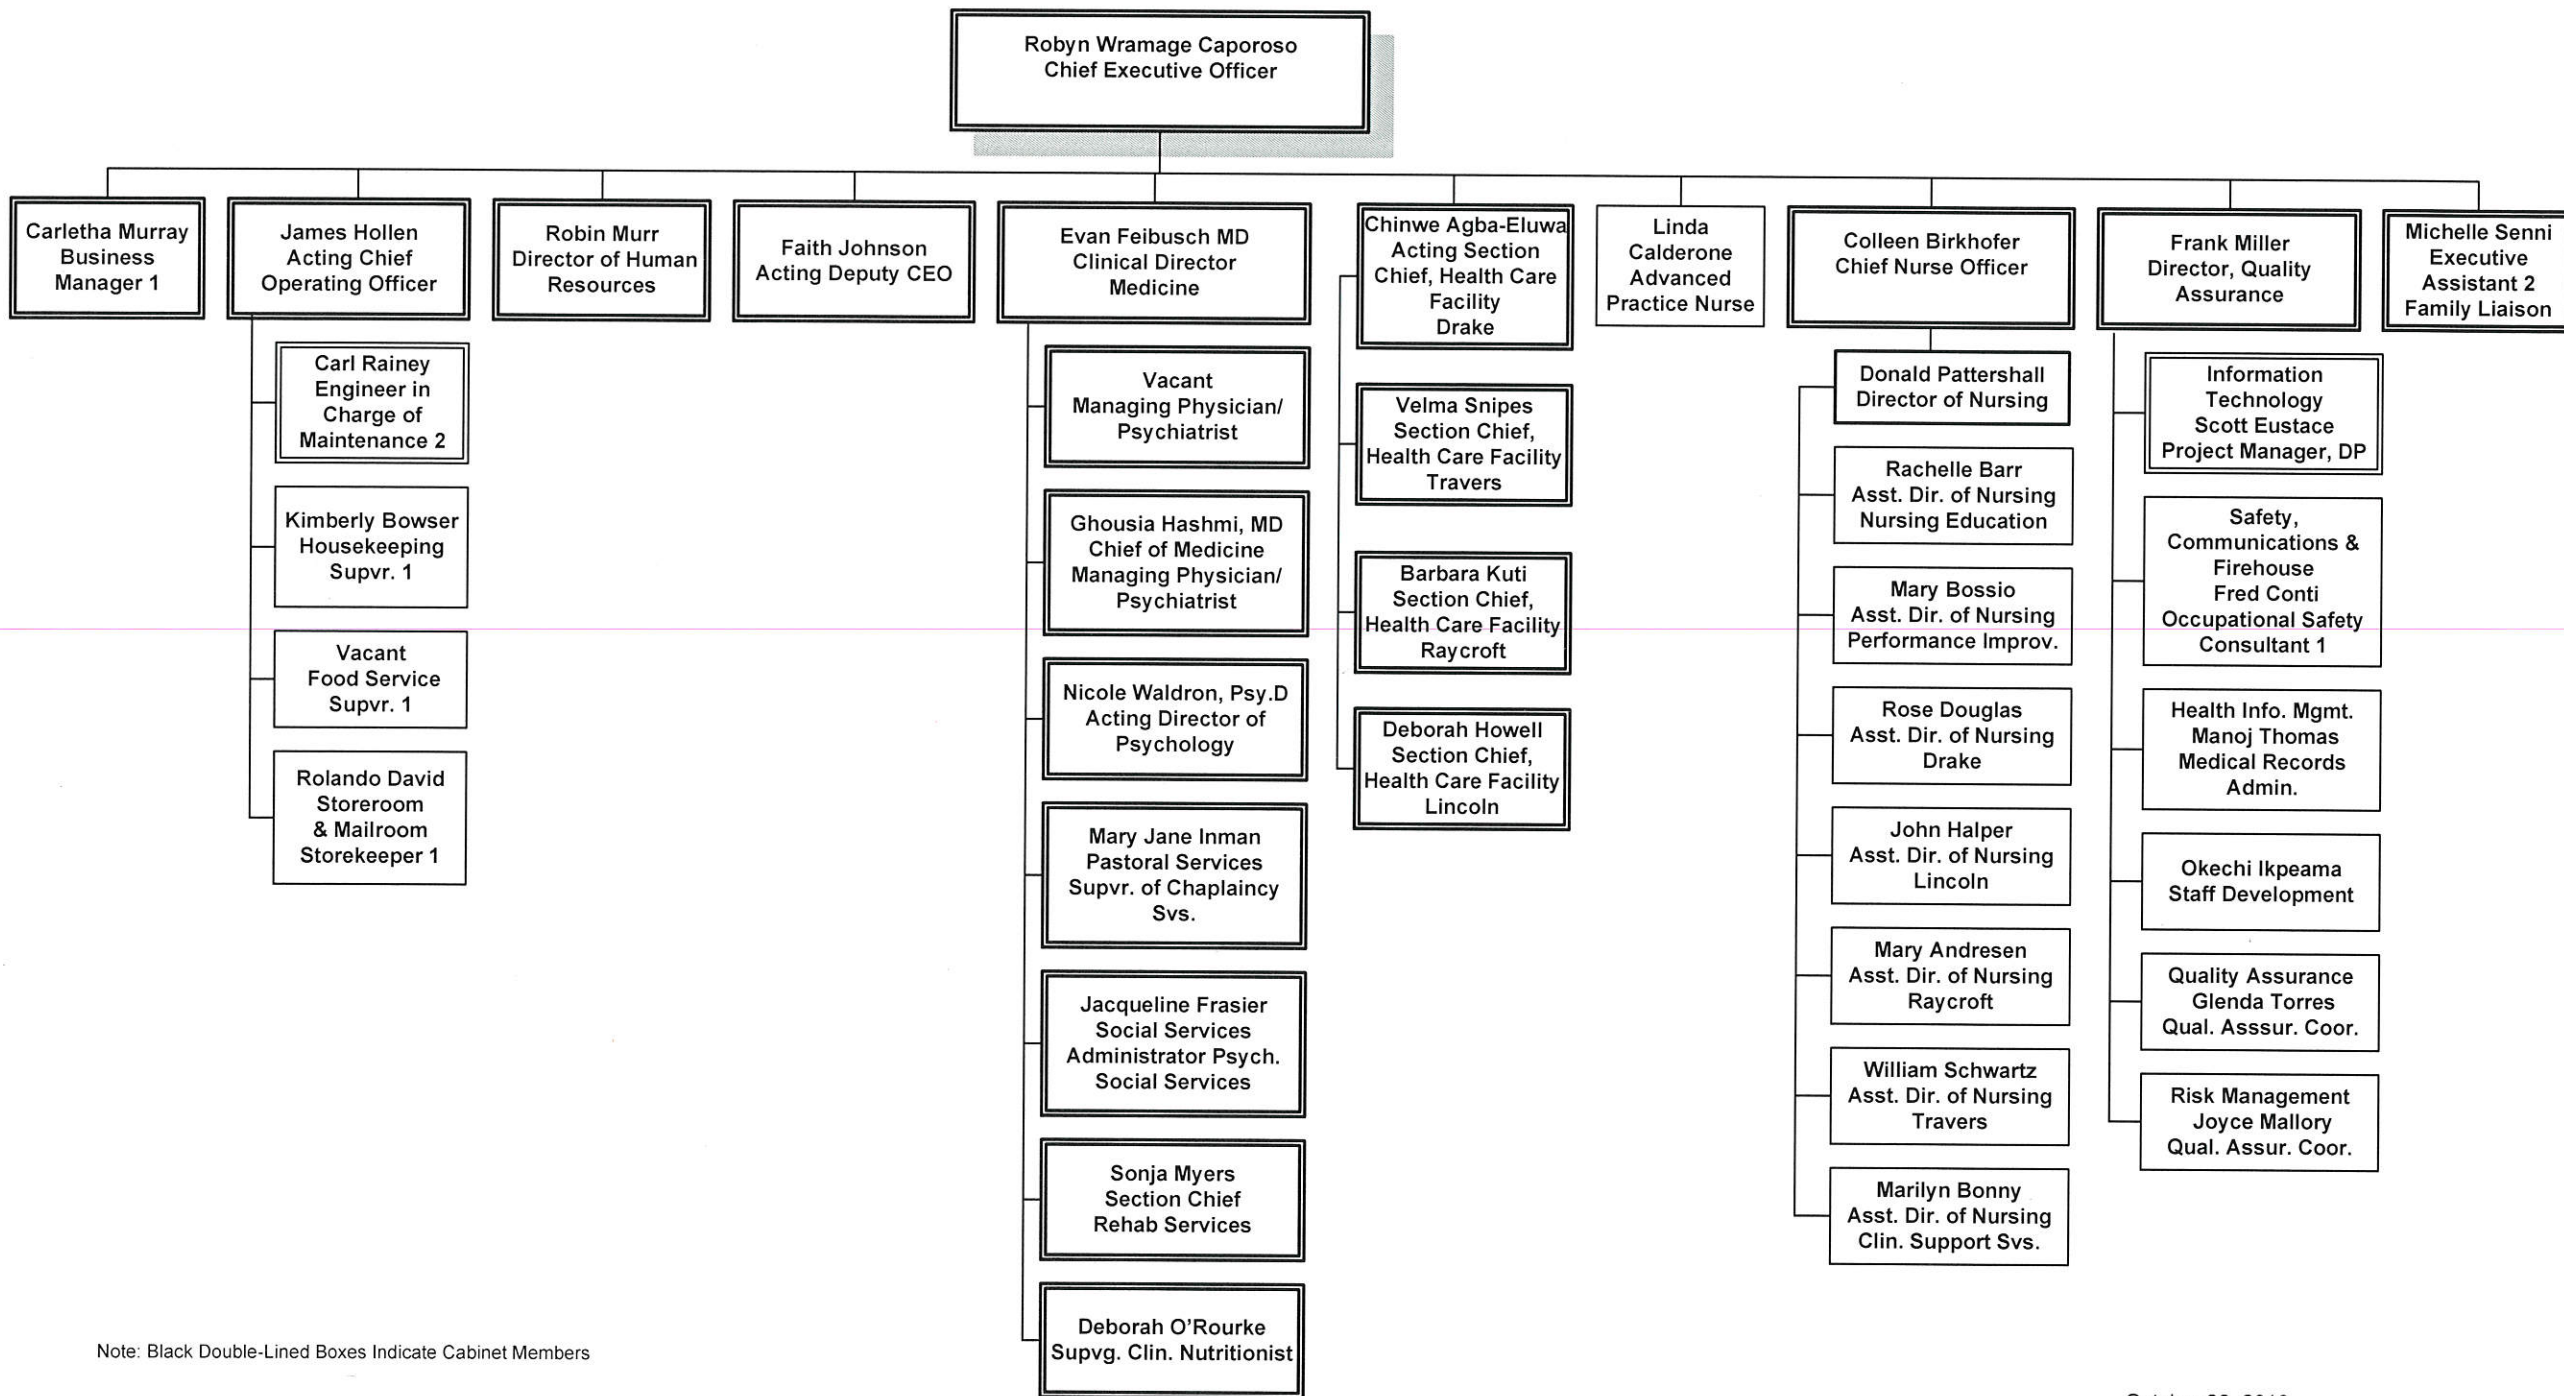 Robyn Wramage Caporoso
Chief Executive Officer
Carletha Murray
Business
Manager 1
James Hollen
Acting Chief
Operating Officer
Robin Murr
Director of Human
Resources
Faith Johnson
Acting Deputy CEO
Evan Feibusch MD
Clinical Director
Medicine
Chinwe Agba-Eluwa
Acting Section
Chief, Health Care
Facility
Drake
Linda
Calderone
Advanced
Practice Nurse
Colleen Birkhofer
Chief Nurse Officer
Frank Miller
Director, Quality
Assurance
Michelle Senni
Executive
Assistant 2
Family Liaison
Carl Rainey
Engineer in
Charge of
Maintenance 2
Kimberly Bowser
Housekeeping
Supvr. 1
Vacant
Food Service
Supvr. 1
Rolando David
Storeroom
& Mailroom
Storekeeper 1
Vacant
Managing Physician/
Psychiatrist
Ghousia Hashmi, MD
Chief of Medicine
Managing Physician/
Psychiatrist
Nicole Waldron, Psy.D
Acting Director of
Psychology
Mary Jane Inman
Pastoral Services
Supvr. of Chaplaincy
Svs.
Jacqueline Frasier
Social Services
Administrator Psych.
Social Services
Sonja Myers
Section Chief
Rehab Services
Deborah O'Rourke
Supvg. Clin. Nutritionist
Velma Snipes
Section Chief,
Health Care Facility
Travers
Barbara Kuti
Section Chief,
Health Care Facility
Raycroft
Deborah Howell
Section Chief,
Health Care Facility
Lincoln
Donald Pattershall
Director of Nursing
Rachelle Barr
Asst. Dir. of Nursing
Nursing Education
Mary Bossio
Asst. Dir. of Nursing
Performance Improv.
Rose Douglas
Asst. Dir. of Nursing
Drake
John Halper
Asst. Dir. of Nursing
Lincoln
Mary Andresen
Asst. Dir. of Nursing
Raycroft
William Schwartz
Asst. Dir. of Nursing
Travers
Marilyn Bonny
Asst. Dir. of Nursing
Clin. Support Svs.
Information
Technology
Scott Eustace
Project Manager, DP
Safety,
Communications &
Firehouse
Fred Conti
Occupational Safety
Consultant 1
Health Info. Mgmt.
Manoj Thomas
Medical Records
Admin.
Okechi Ikpeama
Staff Development
Quality Assurance
Glenda Torres
Qual. Asssur. Coor.
Risk Management
Joyce Mallory
Qual. Assur. Coor.
Note: Black Double-Lined Boxes Indicate Cabinet Members